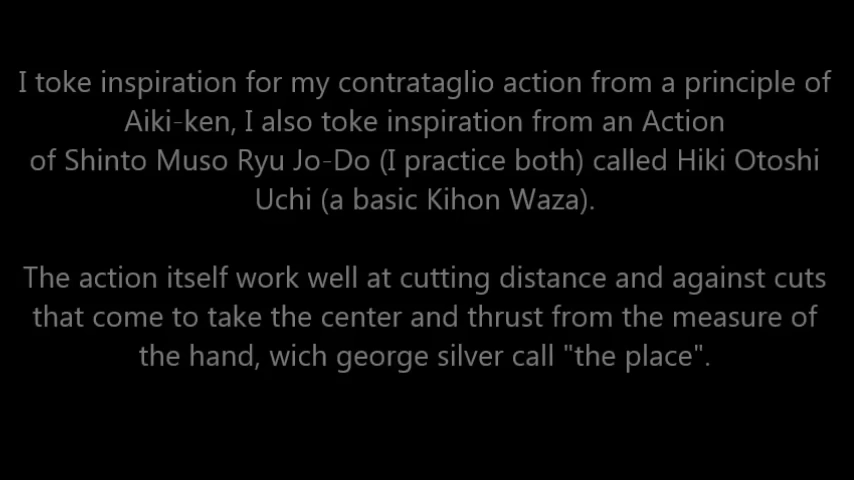 I toke inspiration for my contrataglio action from a principle of
Aiki-ken, I also toke inspiration from an Action
of Shinto Muso Ryu Jo-Do (I practice both) called Hiki Otoshi
Uchi (a basic Kihon Waza).
The action itself work well at cutting distance and against cuts
that come to take the center and thrust from the measure of
the hand, wich george silver call "the place".